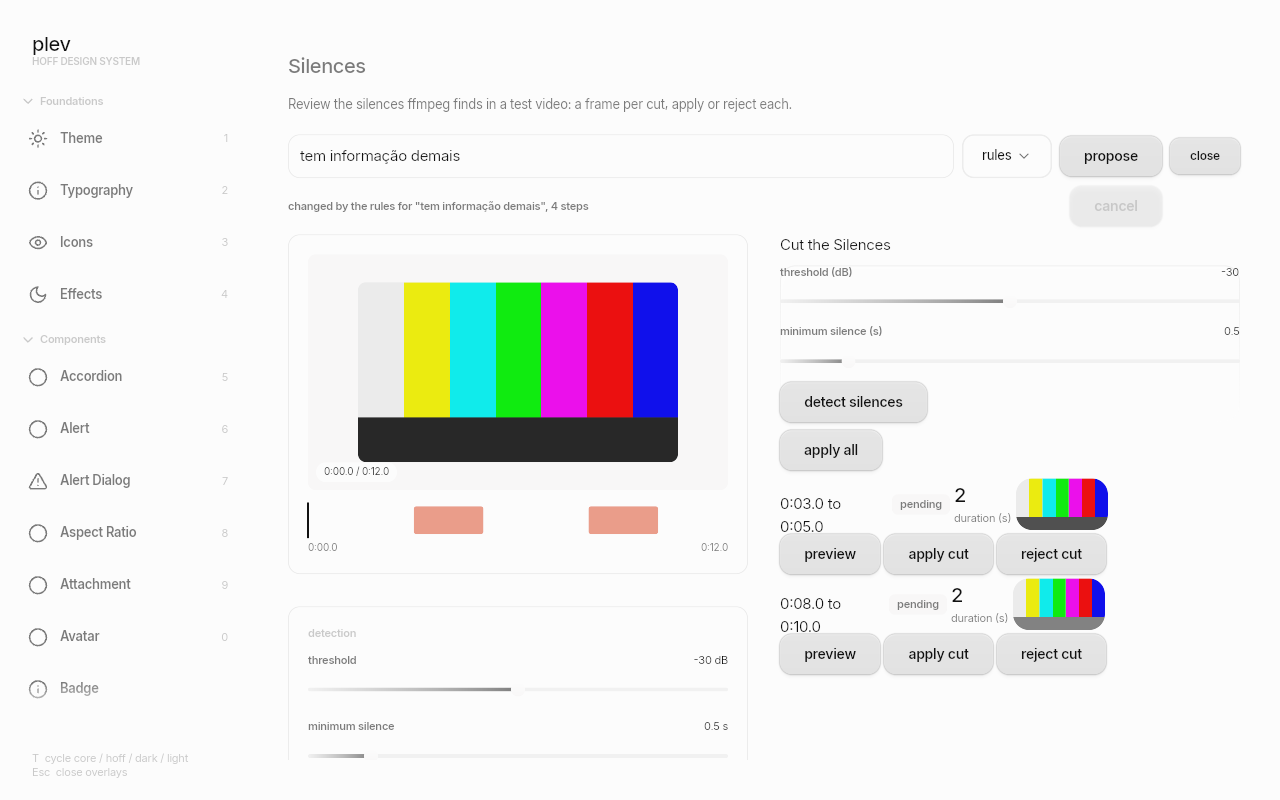 plev
HOFF DESIGN SYSTEM
Foundations
Theme 1
Typography 2
Icons 3
Effects 4
Components
Accordion 5
Alert 6
Alert Dialog 7
Aspect Ratio 8
Attachment 9
Avatar 0
Badge
T cycle core / hoff / dark / light
Esc close overlays
Silences
Review the silences ffmpeg finds in a test video: a frame per cut, apply or reject each.
tem informação demais
rules
propose
close
changed by the rules for "tem informação demais", 4 steps
cancel
0:00.0 / 0:12.0
0:00.0 0:12.0
detection
threshold -30 dB
minimum silence 0.5 s
Cut the Silences
threshold (dB) -30
minimum silence (s) 0.5
detect silences
apply all
0:03.0 to
0:05.0
pending
2
duration (s)
preview
apply cut
reject cut
0:08.0 to
0:10.0
pending
2
duration (s)
preview
apply cut
reject cut